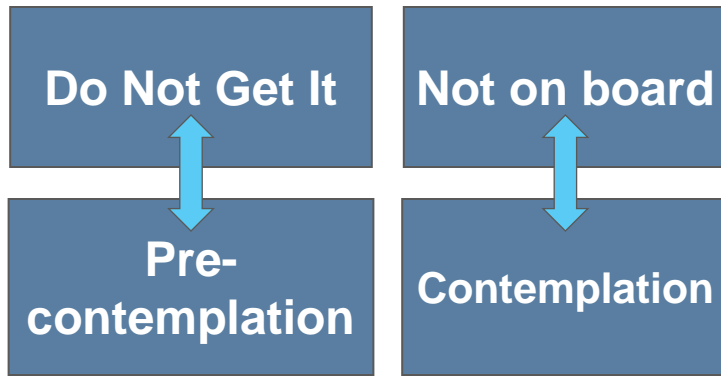 Do Not Get It
Not on board
Pre-
contemplation
Contemplation